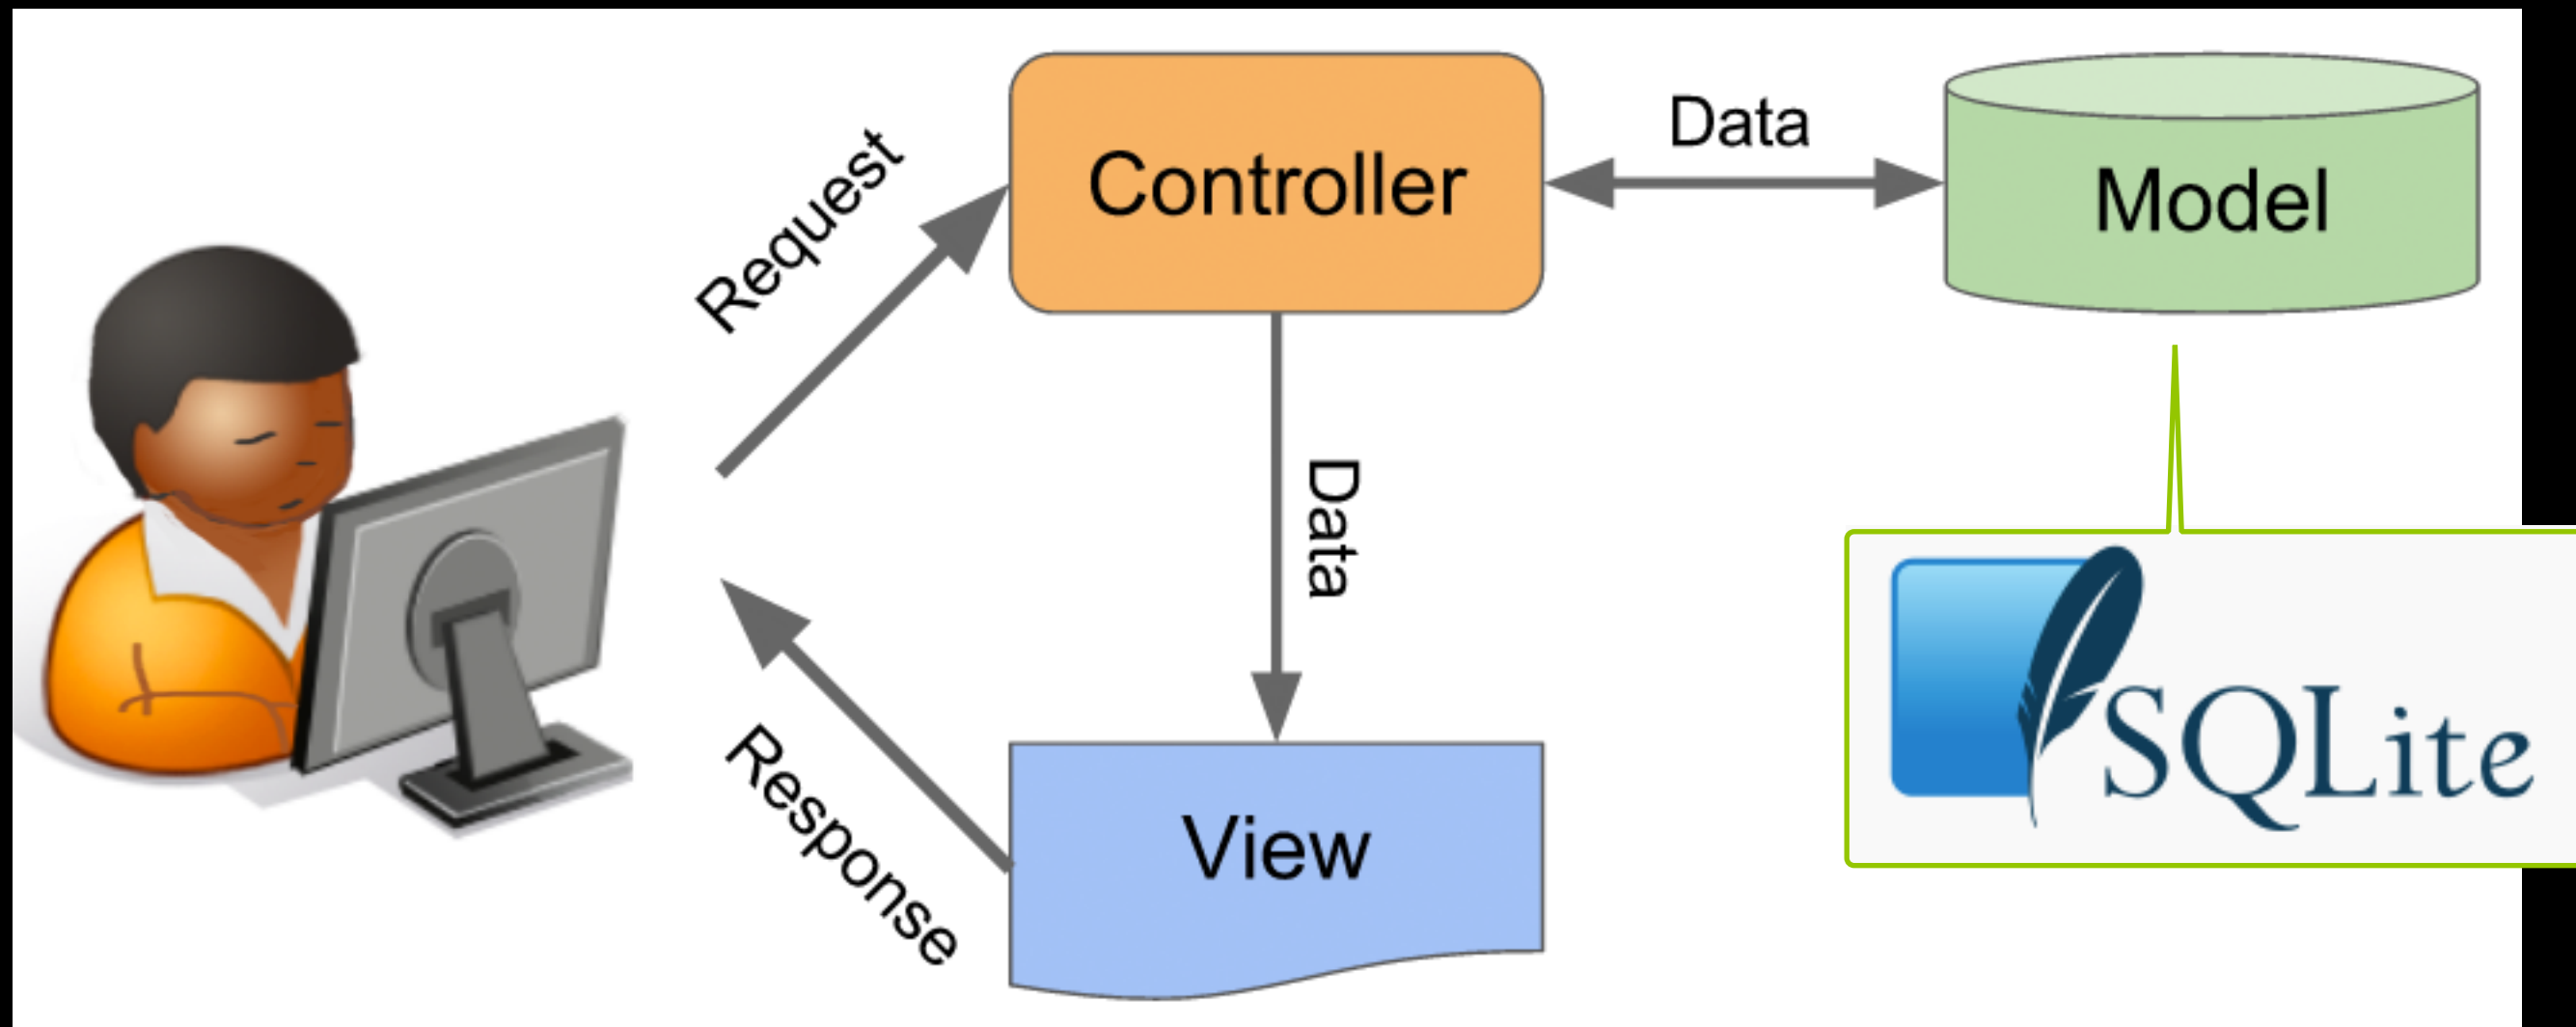 Request
Controller
Data
Model
Data
Response
View
SQLite